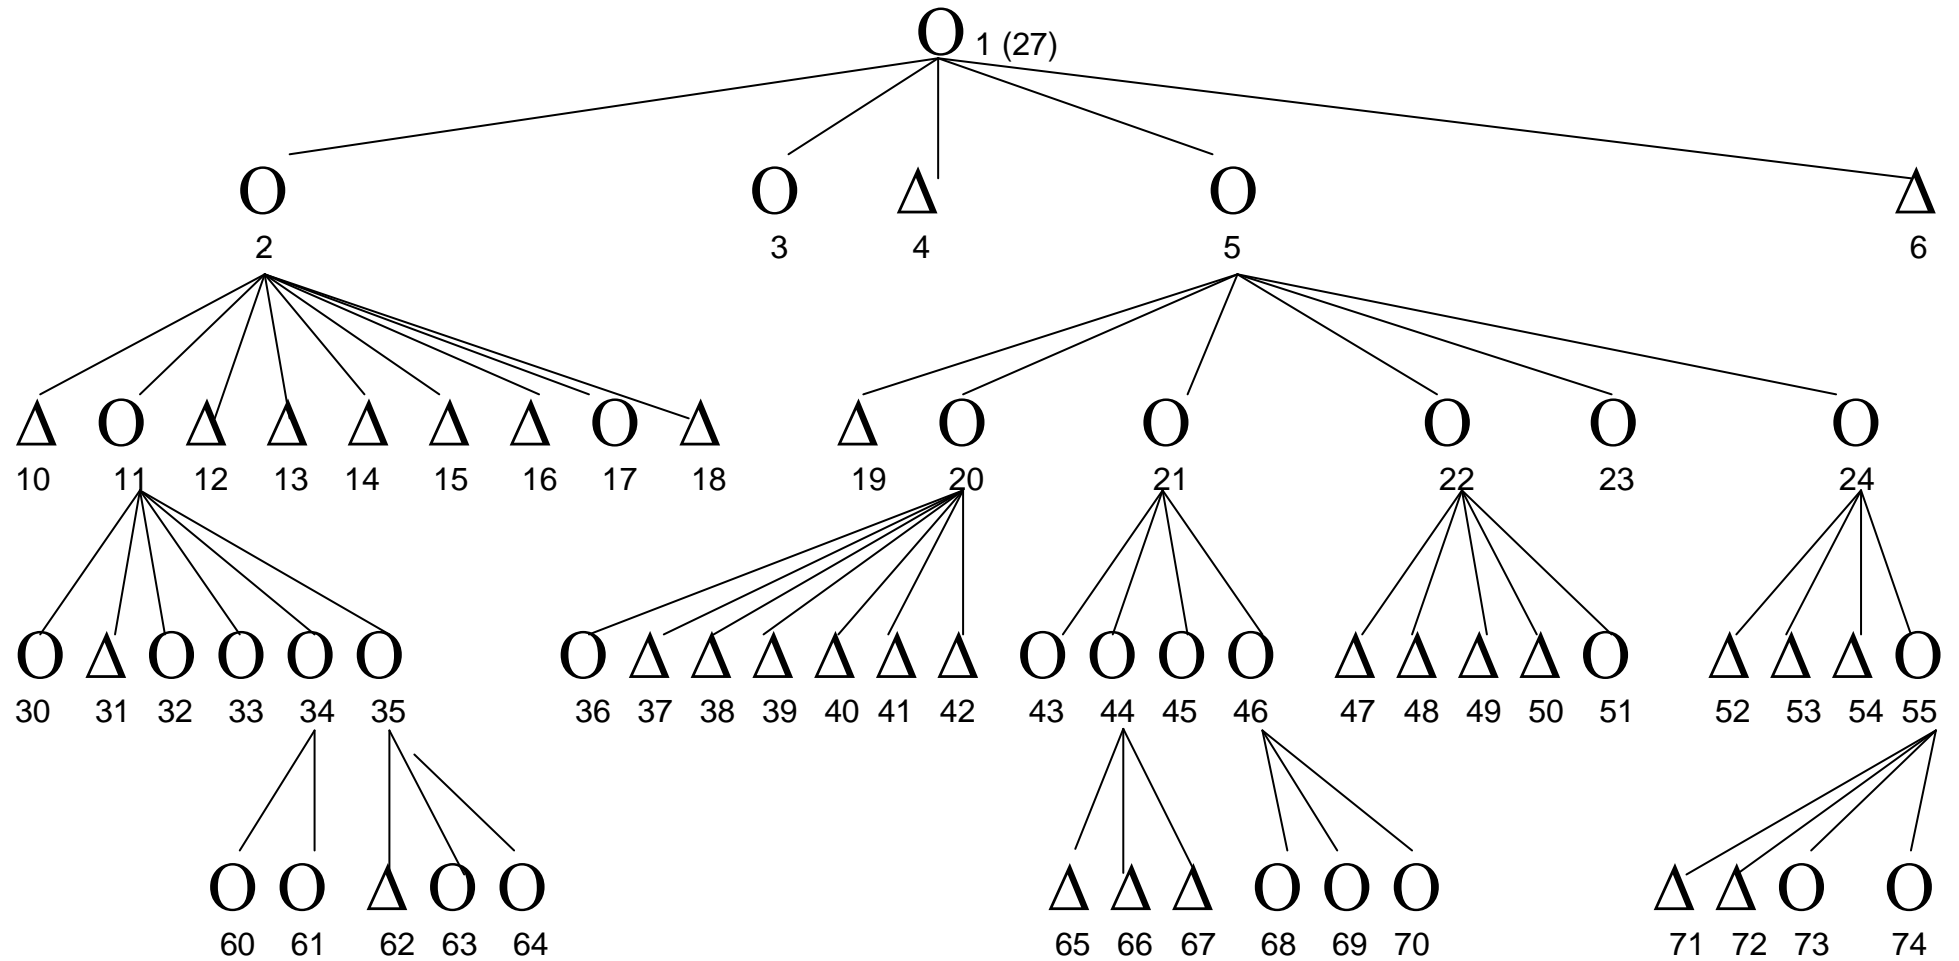 O 1 (27)
O O Δ O Δ
2 3 4 5 6
Δ O Δ Δ Δ Δ Δ O Δ Δ O O O O O
10 11 12 13 14 15 16 17 18 19 20 21 22 23 24
O Δ O O O O O Δ Δ Δ Δ Δ Δ O O O O Δ Δ Δ Δ O Δ Δ Δ O
30 31 32 33 34 35 36 37 38 39 40 41 42 43 44 45 46 47 48 49 50 51 52 53 54 55
O O Δ O O Δ Δ Δ O O O Δ Δ O O
60 61 62 63 64 65 66 67 68 69 70 71 72 73 74